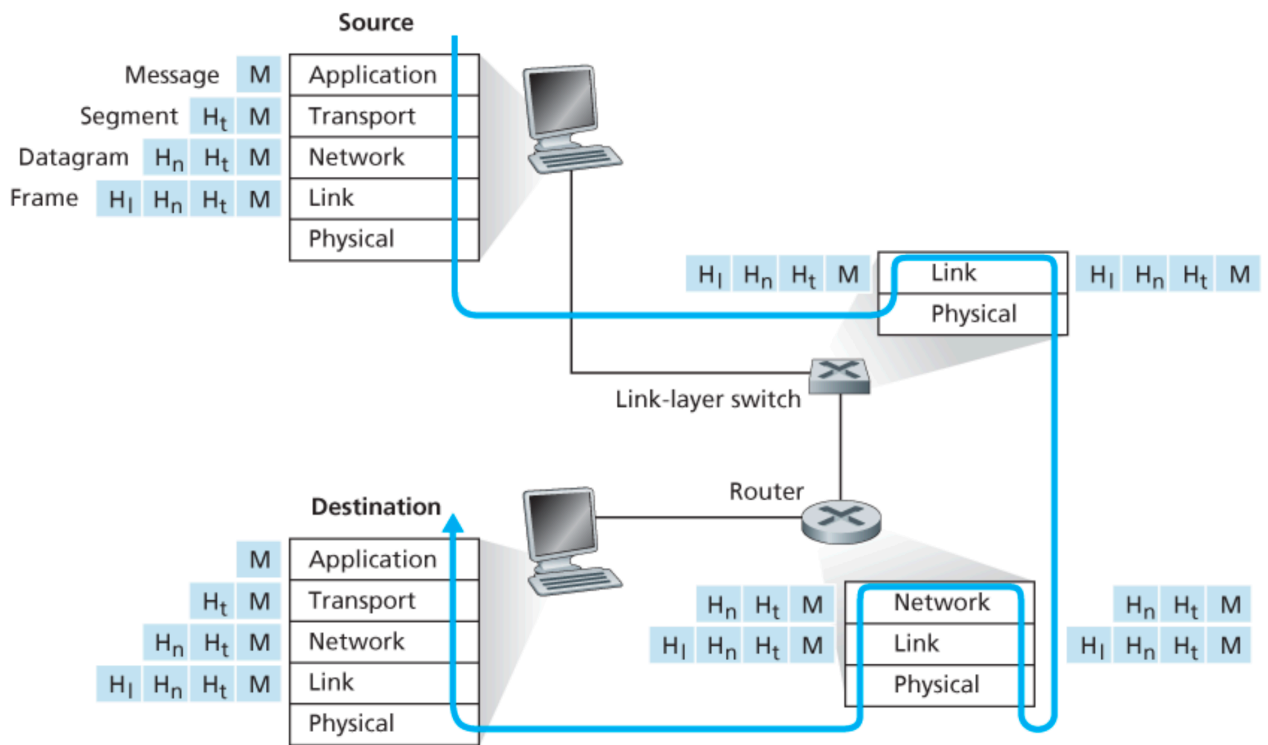 Source
Message M Application
Segment Ht M Transport
Datagram Hn Ht M Network
Frame Hl Hn Ht M Link
Physical
Hl Hn Ht M Link Hl Hn Ht M
Physical
Link-layer switch
Router
Destination
M Application
Ht M Transport
Hn Ht M Network
Hl Hn Ht M Link
Physical
Hn Ht M Network Hn Ht M
Hl Hn Ht M Link Hl Hn Ht M
Physical